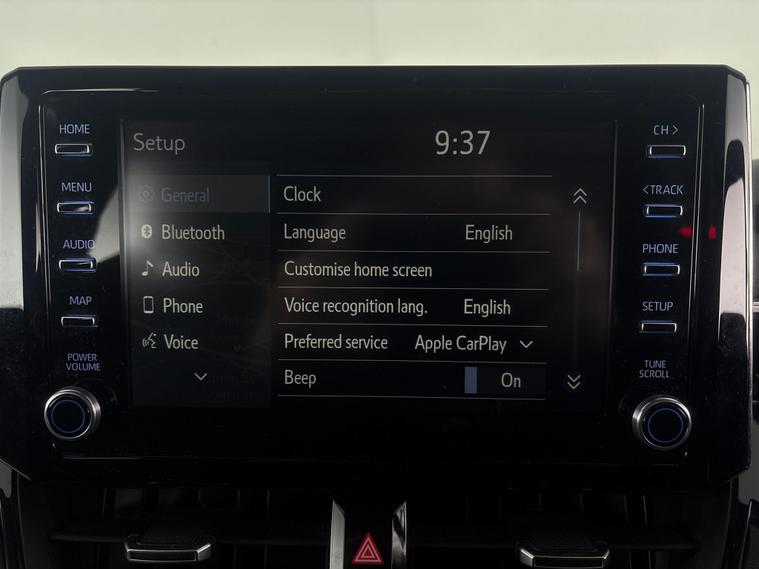 HOME
MENU
AUDIO
MAP
POWER
VOLUME
Setup
9:37
General
Bluetooth
Audio
Phone
Voice
Clock
Language English
Customise home screen
Voice recognition lang. English
Preferred service Apple CarPlay
Beep On
CH >
< TRACK
PHONE
SETUP
TUNE
SCROLL